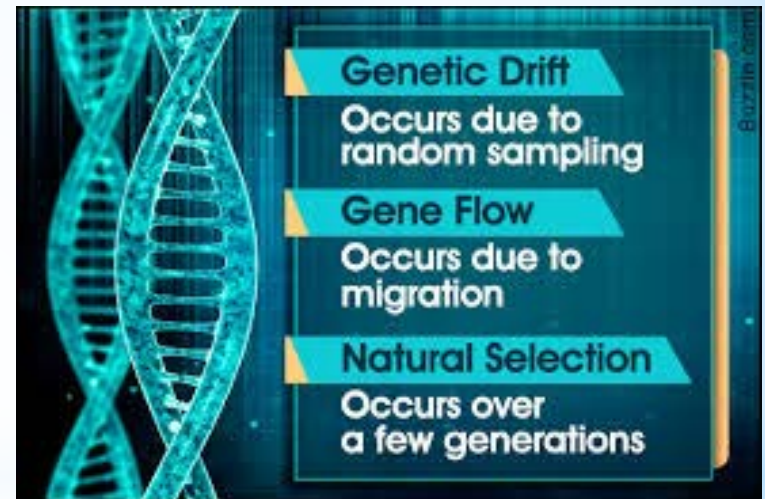 Genetic Drift
Occurs due to
random sampling
Gene Flow
Occurs due to
migration
Natural Selection
Occurs over
a few generations